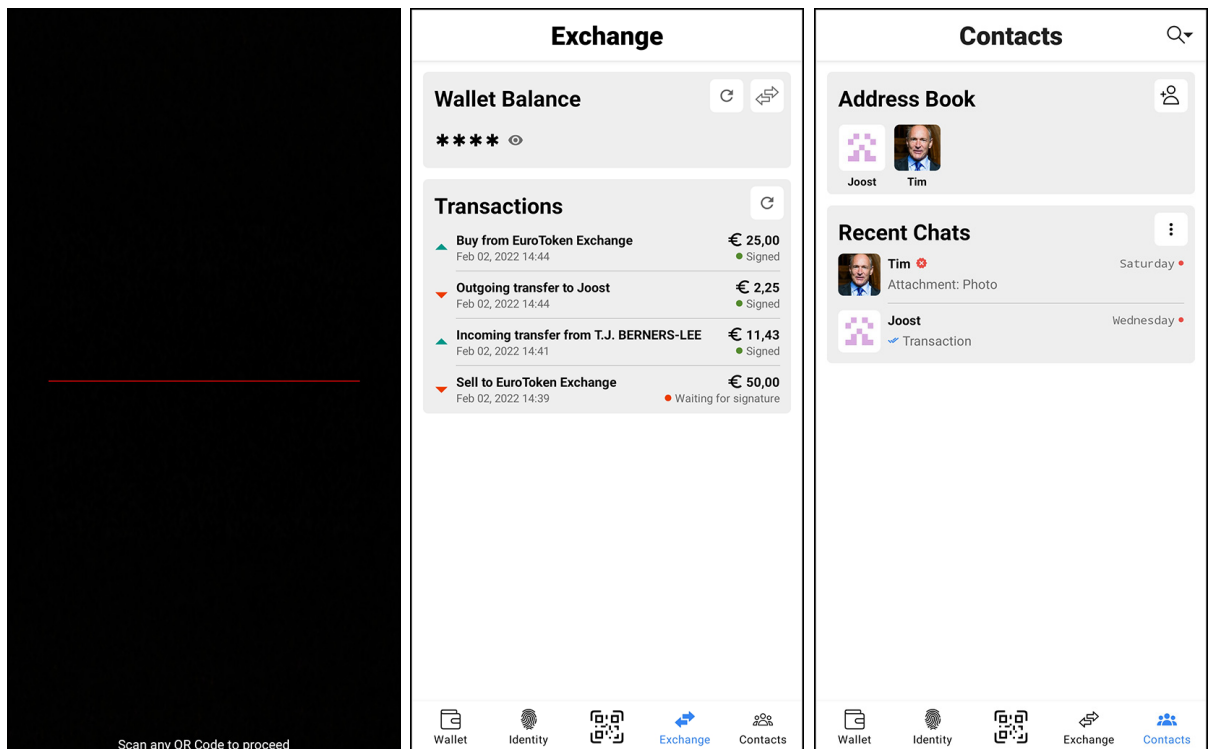 Scan any QR Code to proceed
Exchange
Wallet Balance
****
Transactions
Buy from EuroToken Exchange
€ 25,00
Feb 02, 2022 14:44
Signed
Outgoing transfer to Joost
€ 2,25
Feb 02, 2022 14:44
Signed
Incoming transfer from T.J. BERNERS-LEE
€ 11,43
Feb 02, 2022 14:41
Signed
Sell to EuroToken Exchange
€ 50,00
Feb 02, 2022 14:39
Waiting for signature
Wallet
Identity
Exchange
Contacts
Contacts
Address Book
Joost
Tim
Recent Chats
Tim
Saturday
Attachment: Photo
Joost
Wednesday
Transaction
Wallet
Identity
Exchange
Contacts